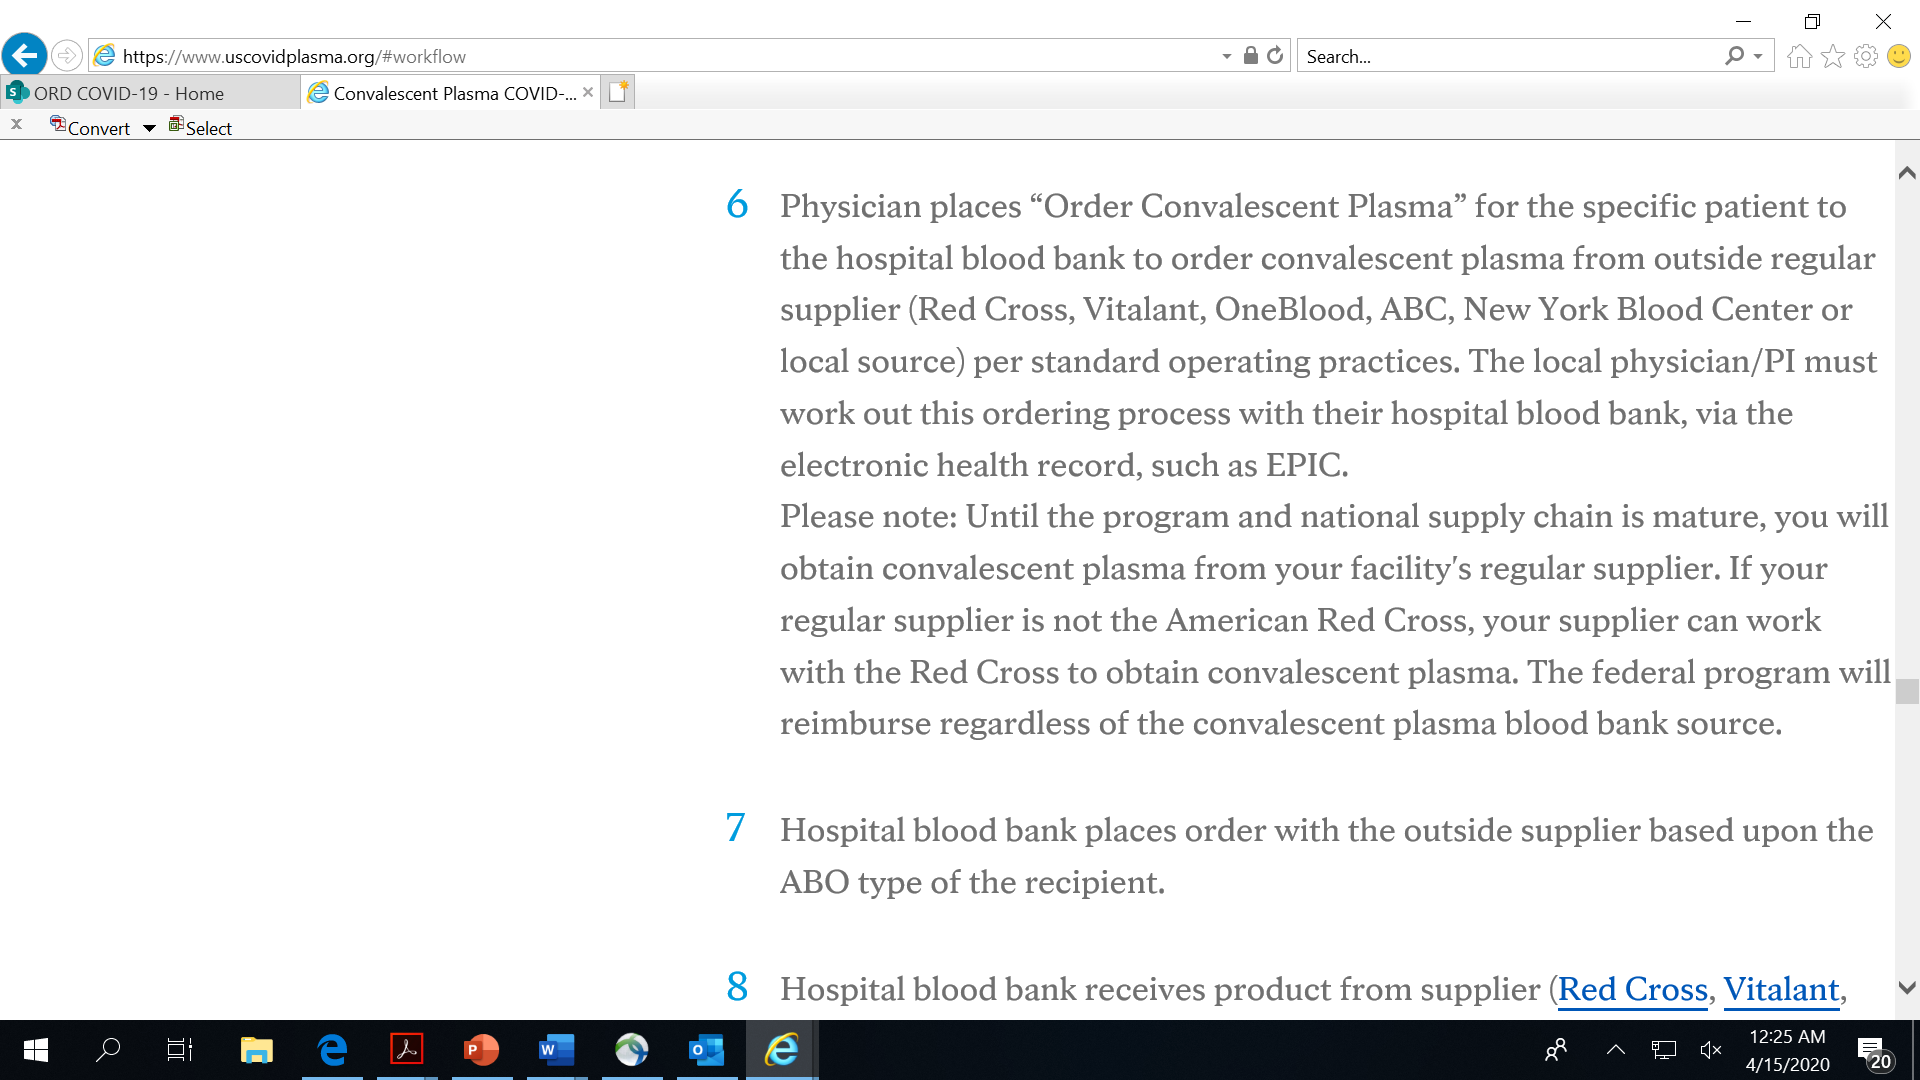 https://www.uscovidplasma.org/#workflow
Search...
ORD COVID-19 - Home
Convalescent Plasma COVID-...
Convert
Select
6 Physician places “Order Convalescent Plasma” for the specific patient to
the hospital blood bank to order convalescent plasma from outside regular
supplier (Red Cross, Vitalant, OneBlood, ABC, New York Blood Center or
local source) per standard operating practices. The local physician/PI must
work out this ordering process with their hospital blood bank, via the
electronic health record, such as EPIC.
Please note: Until the program and national supply chain is mature, you will
obtain convalescent plasma from your facility's regular supplier. If your
regular supplier is not the American Red Cross, your supplier can work
with the Red Cross to obtain convalescent plasma. The federal program will
reimburse regardless of the convalescent plasma blood bank source.
7 Hospital blood bank places order with the outside supplier based upon the
ABO type of the recipient.
8 Hospital blood bank receives product from supplier (Red Cross, Vitalant,
12:25 AM
4/15/2020
20